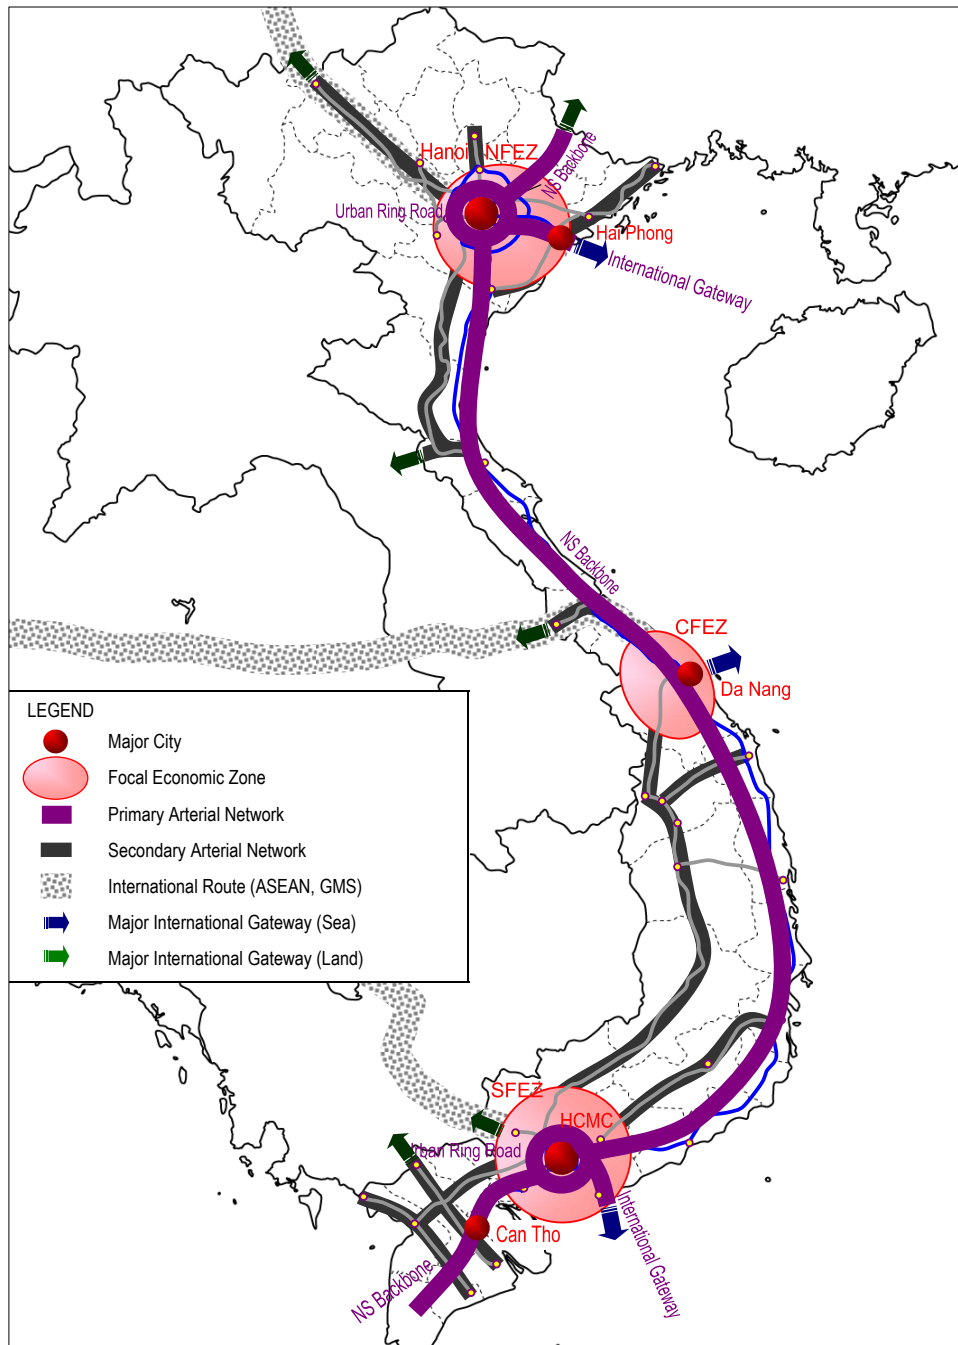 Hanoi
NFEZ
NS Backbone
Urban Ring Road
Hai Phong
International Gateway
NS Backbone
CFEZ
Da Nang
LEGEND
Major City
Focal Economic Zone
Primary Arterial Network
Secondary Arterial Network
International Route (ASEAN, GMS)
Major International Gateway (Sea)
Major International Gateway (Land)
SFEZ
HCMC
Urban Ring Road
International Gateway
Can Tho
NS Backbone